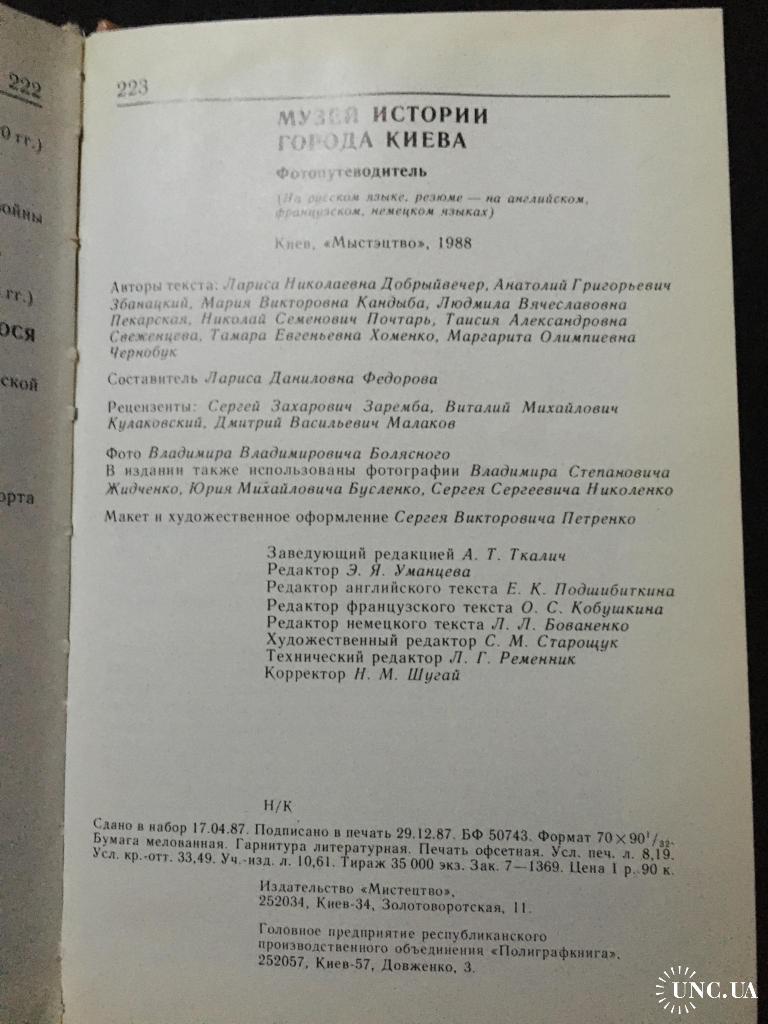 222
0 гг.)
ойны
гг.)
ОСЯ
ской
орта
223
МУЗЕЙ ИСТОРИИ
ГОРОДА КИЕВА
Фотопутеводитель
(На русском языке, резюме — на английском,
французском, немецком языках)
Киев, «Мыстэцтво», 1988
Авторы текста: Лариса Николаевна Добрыйвечер, Анатолий Григорьевич
Збанацкий, Мария Викторовна Кандыба, Людмила Вячеславовна
Пекарская, Николай Семенович Почтарь, Таисия Александровна
Свеженцева, Тамара Евгеньевна Хоменко, Маргарита Олимпиевна
Чернобук
Составитель Лариса Даниловна Федорова
Рецензенты: Сергей Захарович Заремба, Виталий Михайлович
Кулаковский, Дмитрий Васильевич Малаков
Фото Владимира Владимировича Болясного
В издании также использованы фотографии Владимира Степановича
Жидченко, Юрия Михайловича Бусленко, Сергея Сергеевича Николенко
Макет и художественное оформление Сергея Викторовича Петренко
Заведующий редакцией А. Т. Ткалич
Редактор Э. Я. Уманцева
Редактор английского текста Е. К. Подшибиткина
Редактор французского текста О. С. Кобушкина
Редактор немецкого текста Л. Л. Бованенко
Художественный редактор С. М. Старощук
Технический редактор Л. Г. Ременник
Корректор Н. М. Шугай
Н/К
Сдано в набор 17.04.87. Подписано в печать 29.12.87. БФ 50743. Формат 70×90¹/₃₂.
Бумага мелованная. Гарнитура литературная. Печать офсетная. Усл. печ. л. 8,19.
Усл. кр.-отт. 33,49. Уч.-изд. л. 10,61. Тираж 35 000 экз. Зак. 7—1369. Цена 1 р. 90 к.
Издательство «Мистецтво»,
252034, Киев-34, Золотоворотская, 11.
Головное предприятие республиканского
производственного объединения «Полиграфкнига».
252057, Киев-57, Довженко, 3.
UNC.UA